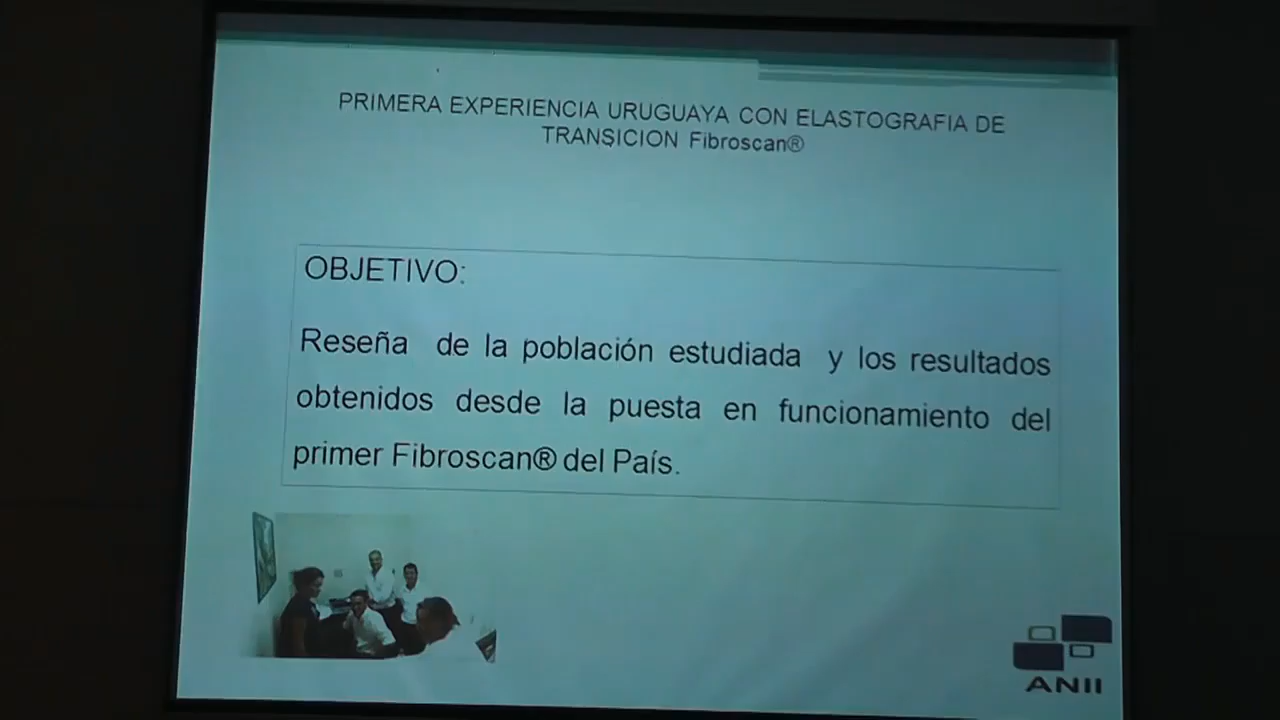 PRIMERA EXPERIENCIA URUGUAYA CON ELASTOGRAFIA DE
TRANSICION Fibroscan®
OBJETIVO:
Reseña de la población estudiada y los resultados
obtenidos desde la puesta en funcionamiento del
primer Fibroscan® del País.
ANII